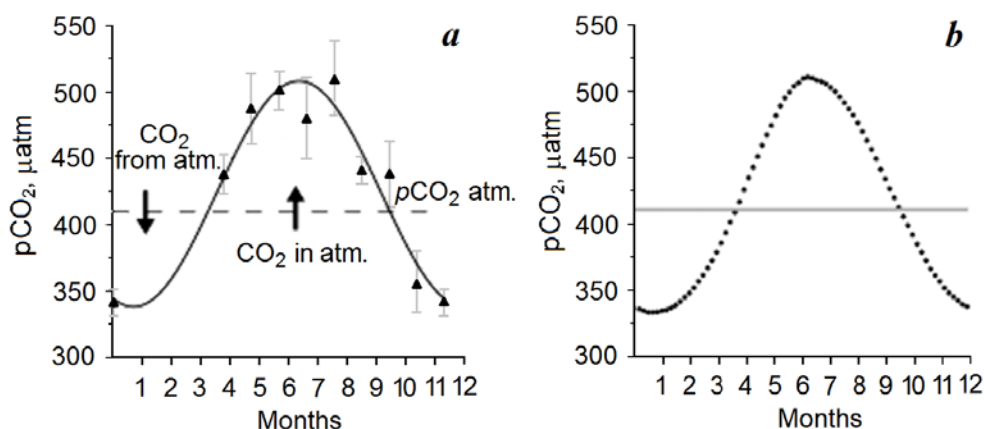 a
550
500
450
400
350
300
pCO₂, μatm
CO₂
from atm.
pCO₂ atm.
CO₂ in atm.
1 2 3 4 5 6 7 8 9 10 11 12
Months
b
550
500
450
400
350
300
pCO₂, μatm
1 2 3 4 5 6 7 8 9 10 11 12
Months